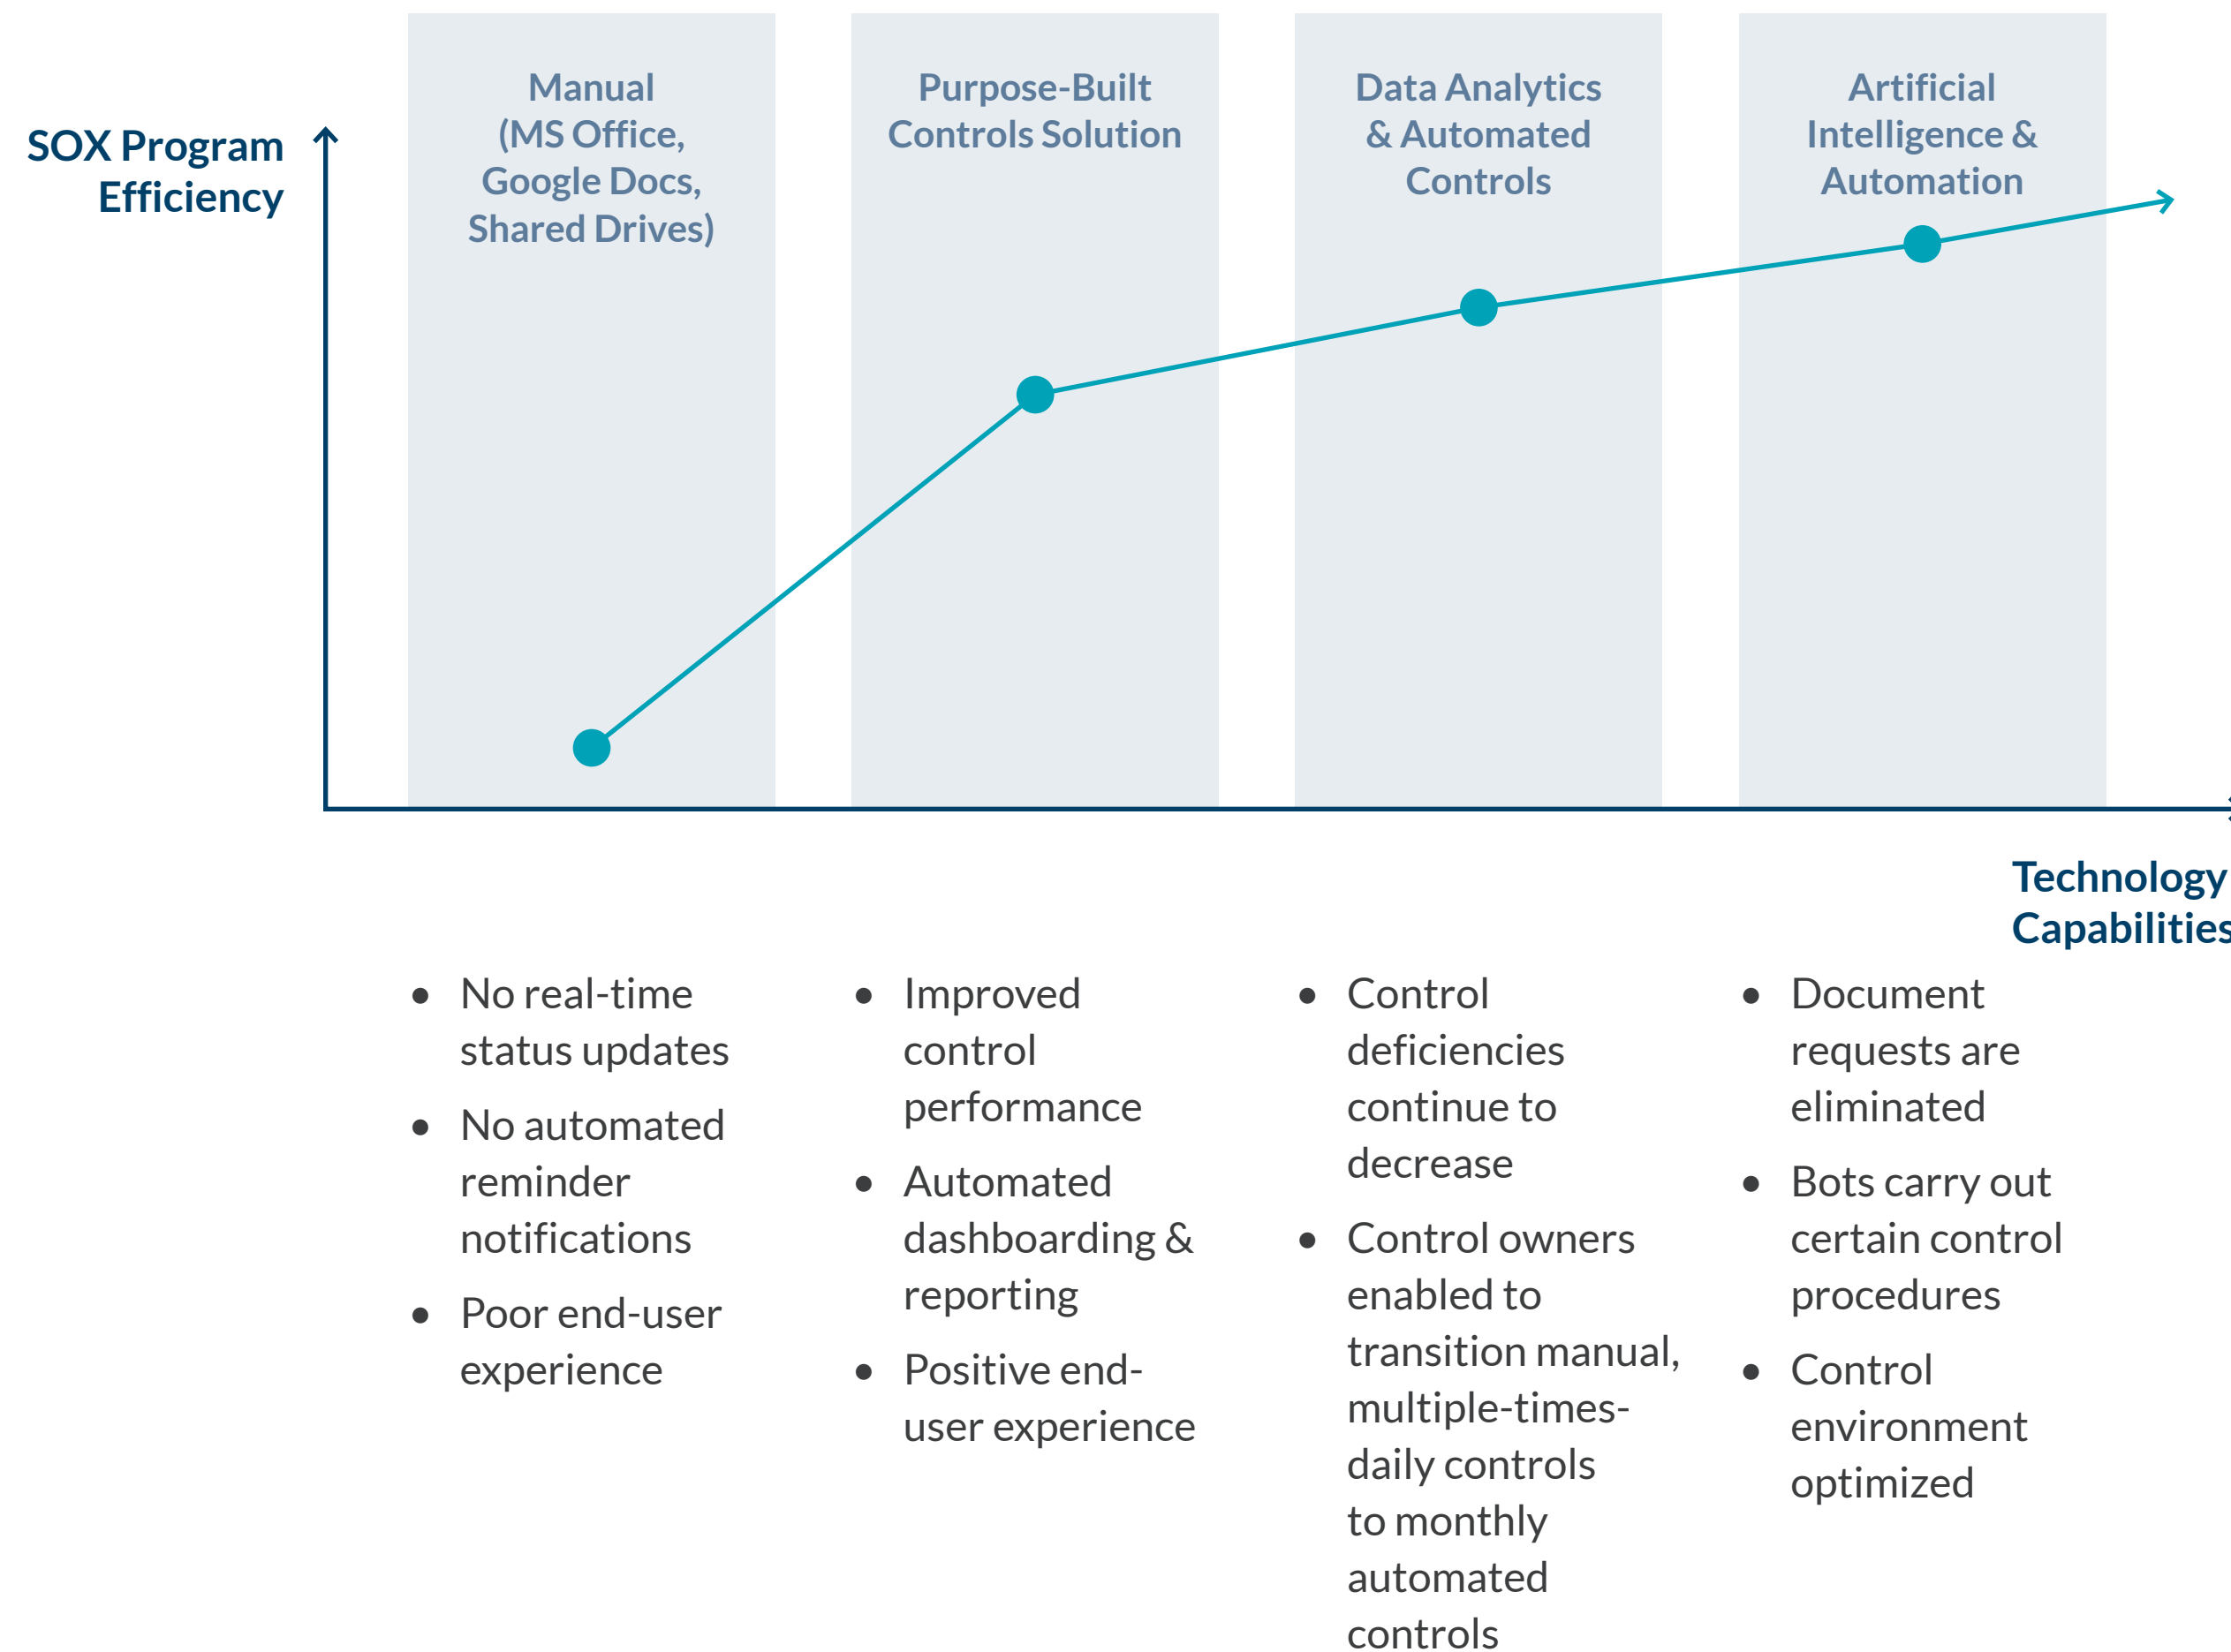 SOX Program
Efficiency
Manual
(MS Office,
Google Docs,
Shared Drives)
Purpose-Built
Controls Solution
Data Analytics
& Automated
Controls
Artificial
Intelligence &
Automation
Technology
Capabilities
• No real-time
status updates
• No automated
reminder
notifications
• Poor end-user
experience
• Improved
control
performance
• Automated
dashboarding &
reporting
• Positive end-
user experience
• Control
deficiencies
continue to
decrease
• Control owners
enabled to
transition manual,
multiple-times-
daily controls
to monthly
automated
controls
• Document
requests are
eliminated
• Bots carry out
certain control
procedures
• Control
environment
optimized